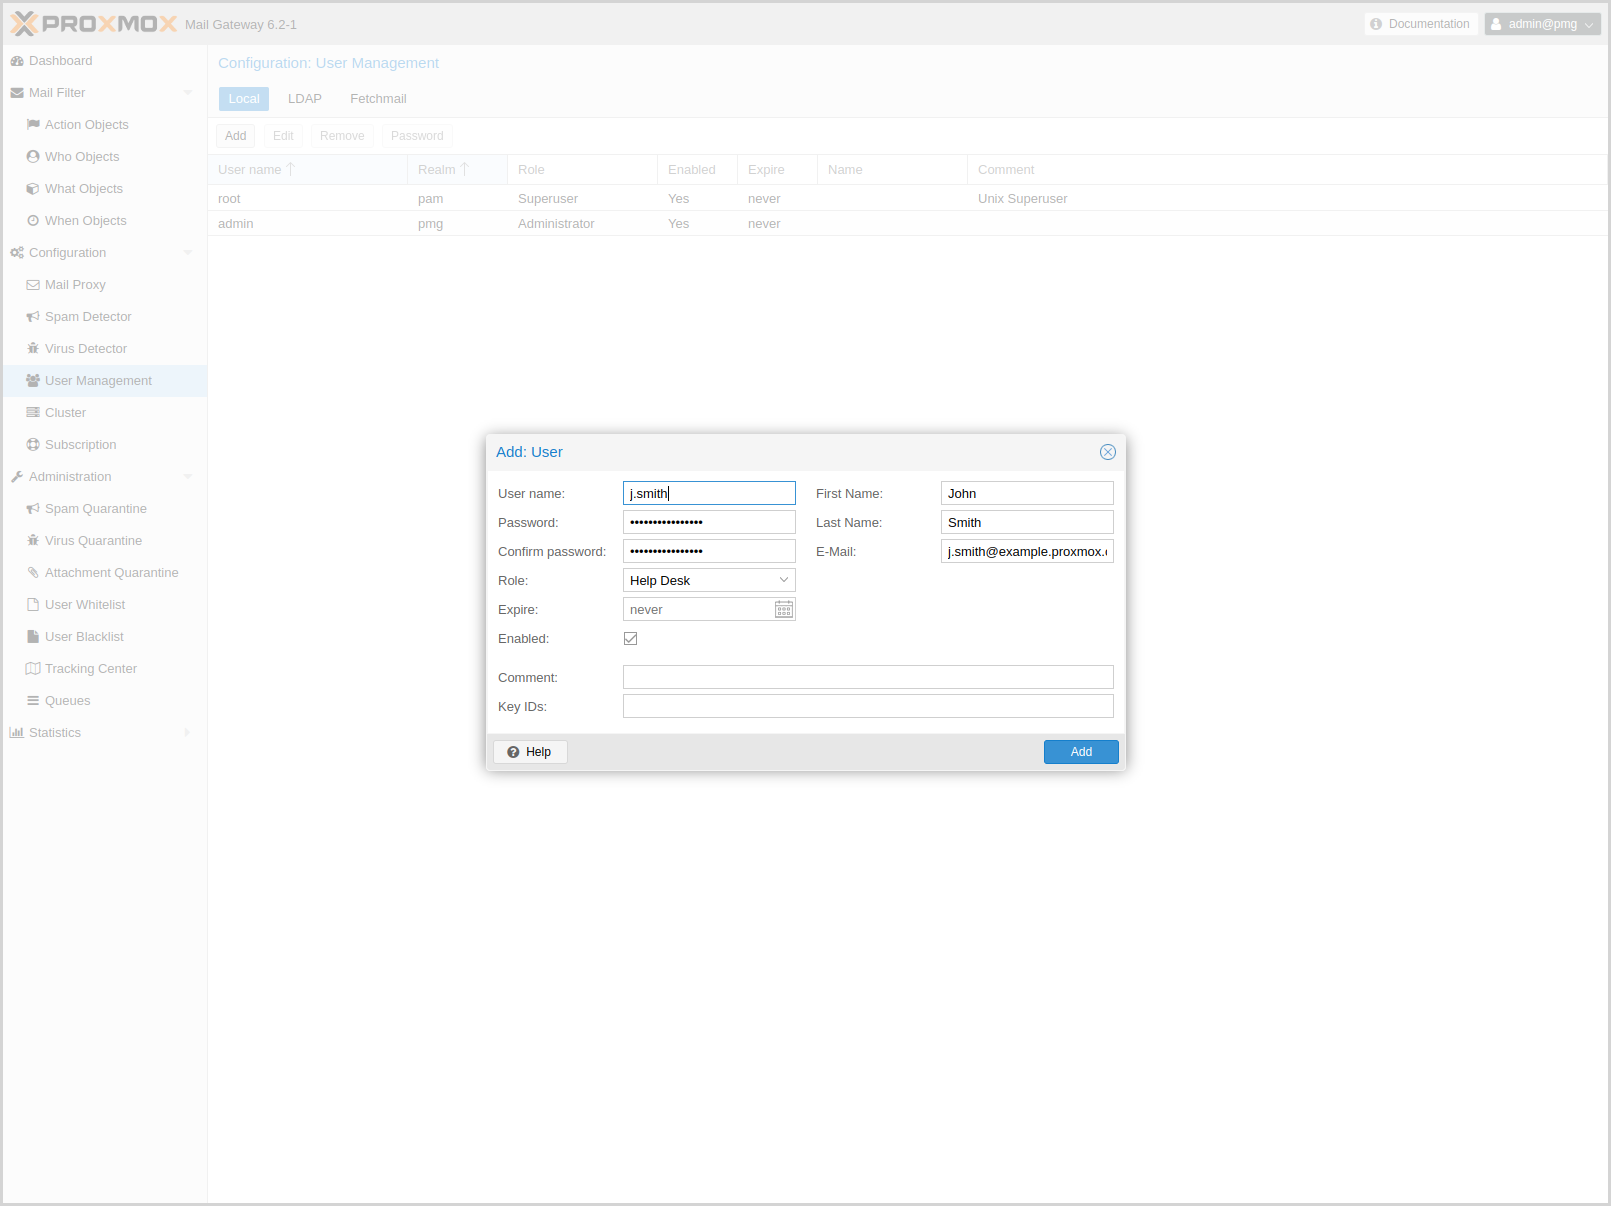 PROXMOX Mail Gateway 6.2-1
Documentation
admin@pmg
Dashboard
Mail Filter
Action Objects
Who Objects
What Objects
When Objects
Configuration
Mail Proxy
Spam Detector
Virus Detector
User Management
Cluster
Subscription
Administration
Spam Quarantine
Virus Quarantine
Attachment Quarantine
User Whitelist
User Blacklist
Tracking Center
Queues
Statistics
Configuration: User Management
Local LDAP Fetchmail
Add Edit Remove Password
User name Realm Role Enabled Expire Name Comment
root pam Superuser Yes never Unix Superuser
admin pmg Administrator Yes never
Add: User
User name: j.smith First Name: John
Password: •••••••••••••••• Last Name: Smith
Confirm password: •••••••••••••••• E-Mail: j.smith@example.proxmox.
Role: Help Desk
Expire: never
Enabled:
Comment:
Key IDs:
Help Add